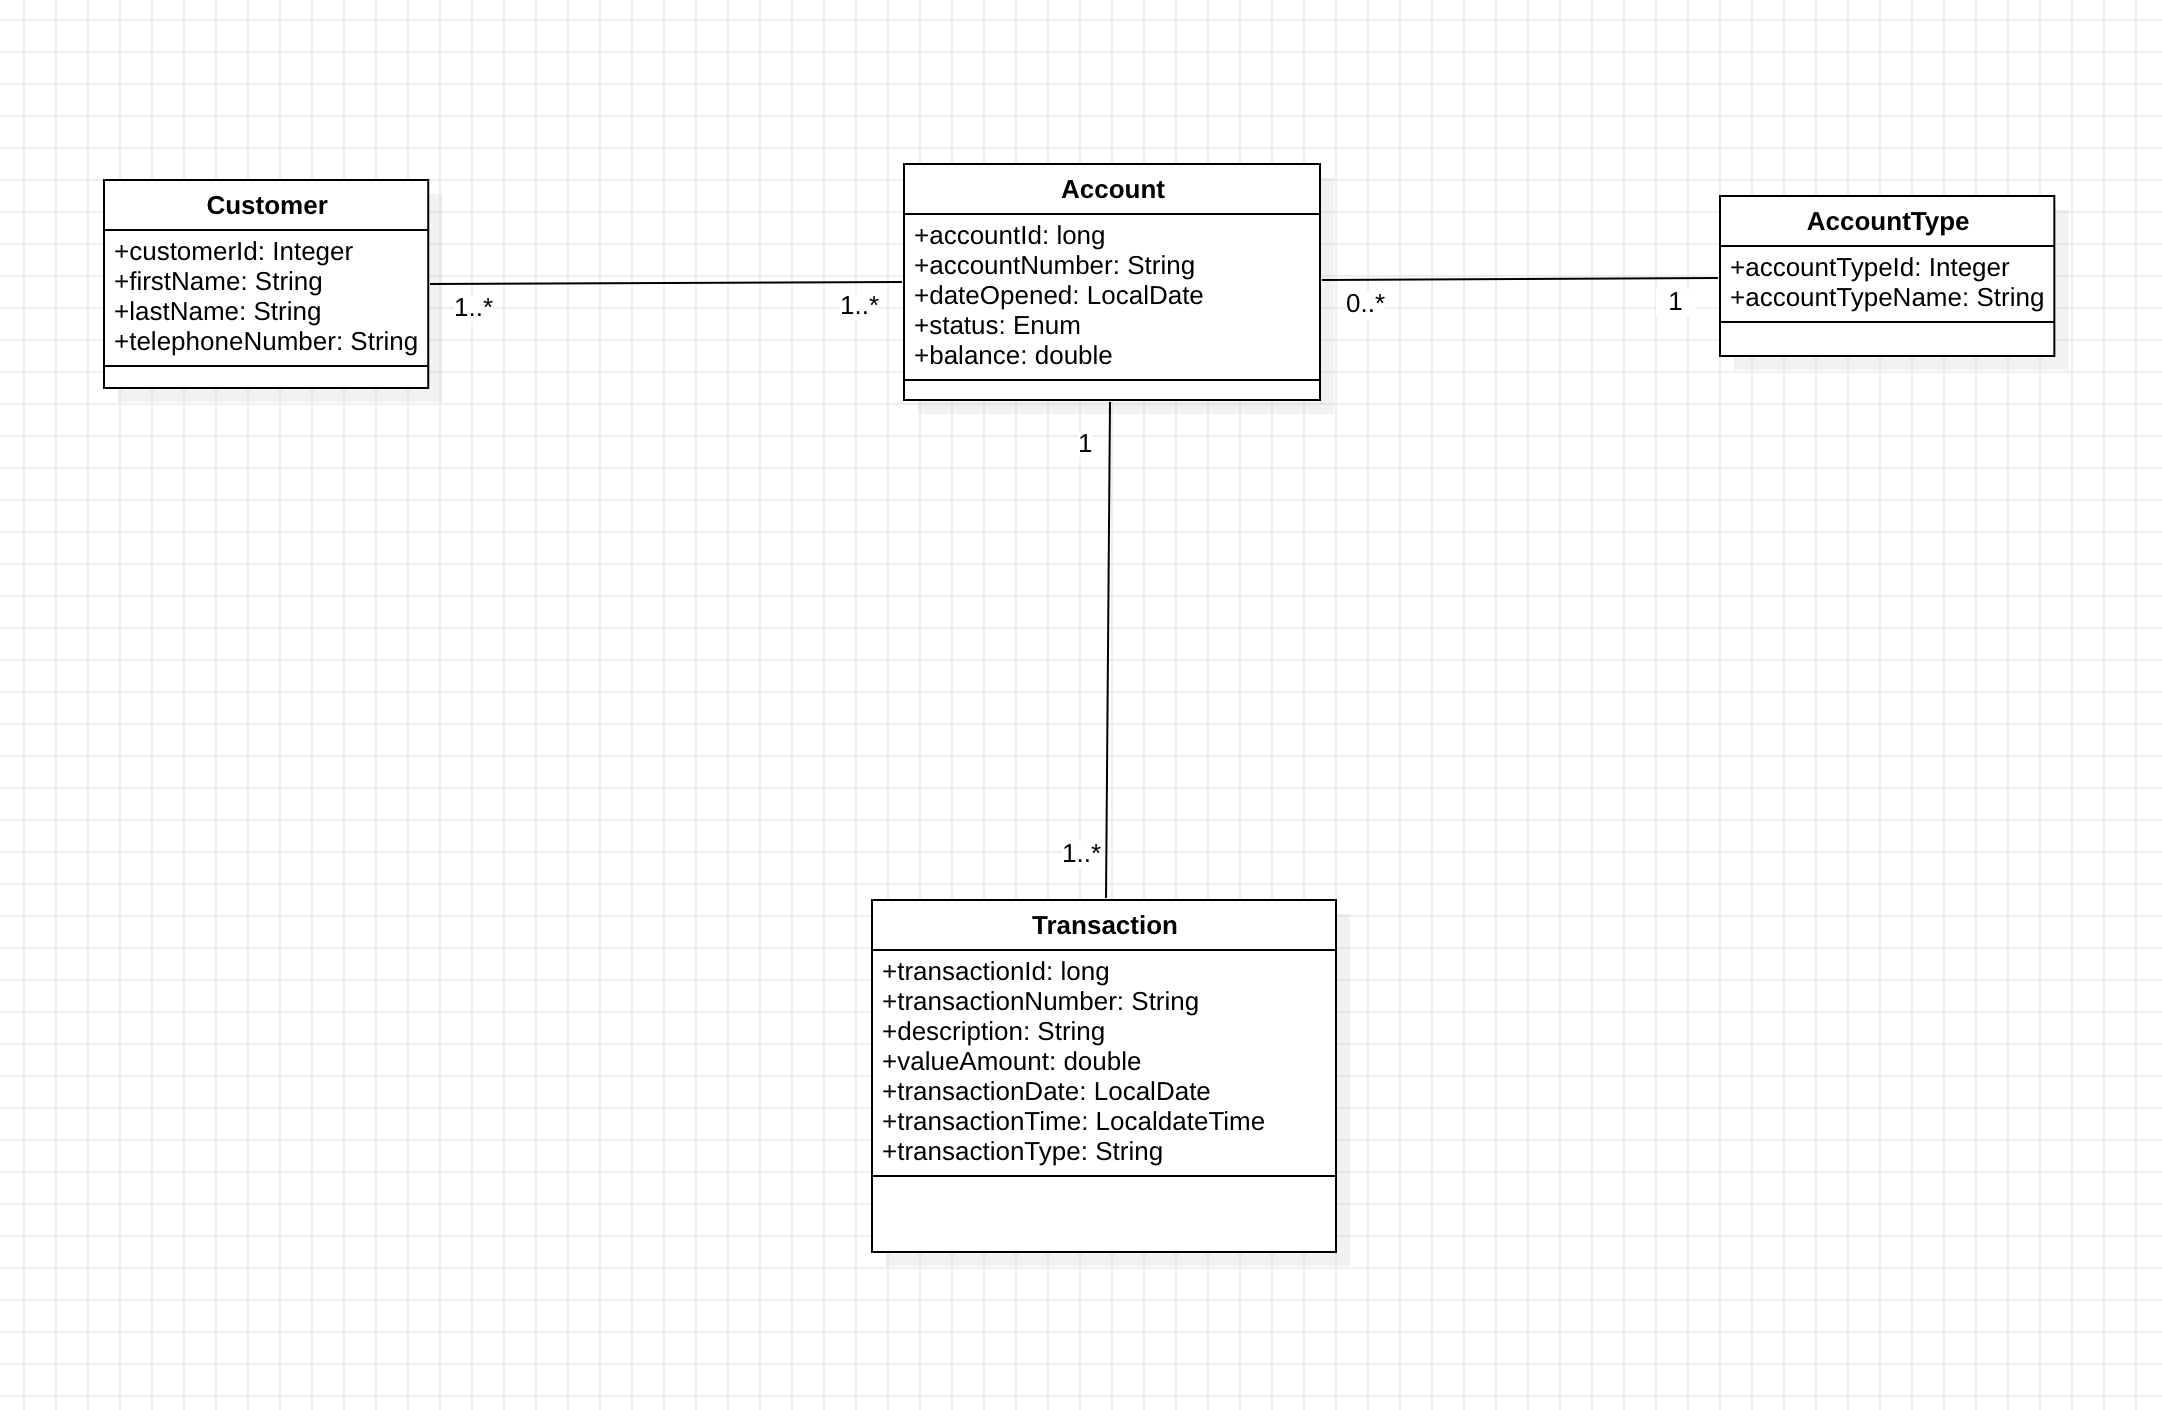 Customer
+customerId: Integer
+firstName: String
+lastName: String
+telephoneNumber: String
1..*
1..*
Account
+accountId: long
+accountNumber: String
+dateOpened: LocalDate
+status: Enum
+balance: double
0..*
1
AccountType
+accountTypeId: Integer
+accountTypeName: String
1
1..*
Transaction
+transactionId: long
+transactionNumber: String
+description: String
+valueAmount: double
+transactionDate: LocalDate
+transactionTime: LocaldateTime
+transactionType: String